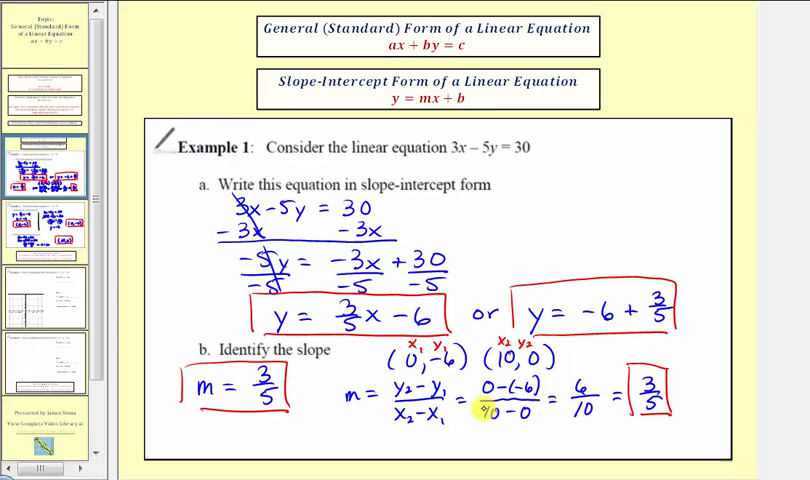 Topic:
General (Standard) Form
of a Linear Equation
ax + by = c
General (Standard) Form of a Linear Equation
ax + by = c
Slope-Intercept Form of a Linear Equation
y = mx + b
Example 1: Consider the linear equation 3x – 5y = 30
a. Write this equation in slope-intercept form
3x - 5y = 30
- 3x - 3x
-5y = -3x + 30
-5 -5 -5
y = 3/5 x - 6 or y = -6 + 3/5
b. Identify the slope
x₁ y₁ x₂ y₂
(0, -6) (10, 0)
m = 3/5
m = y₂ - y₁ / x₂ - x₁ = 0 - (-6) / 10 - 0 = 6/10 = 3/5
Presented by James Sousa
View Complete Video Library at